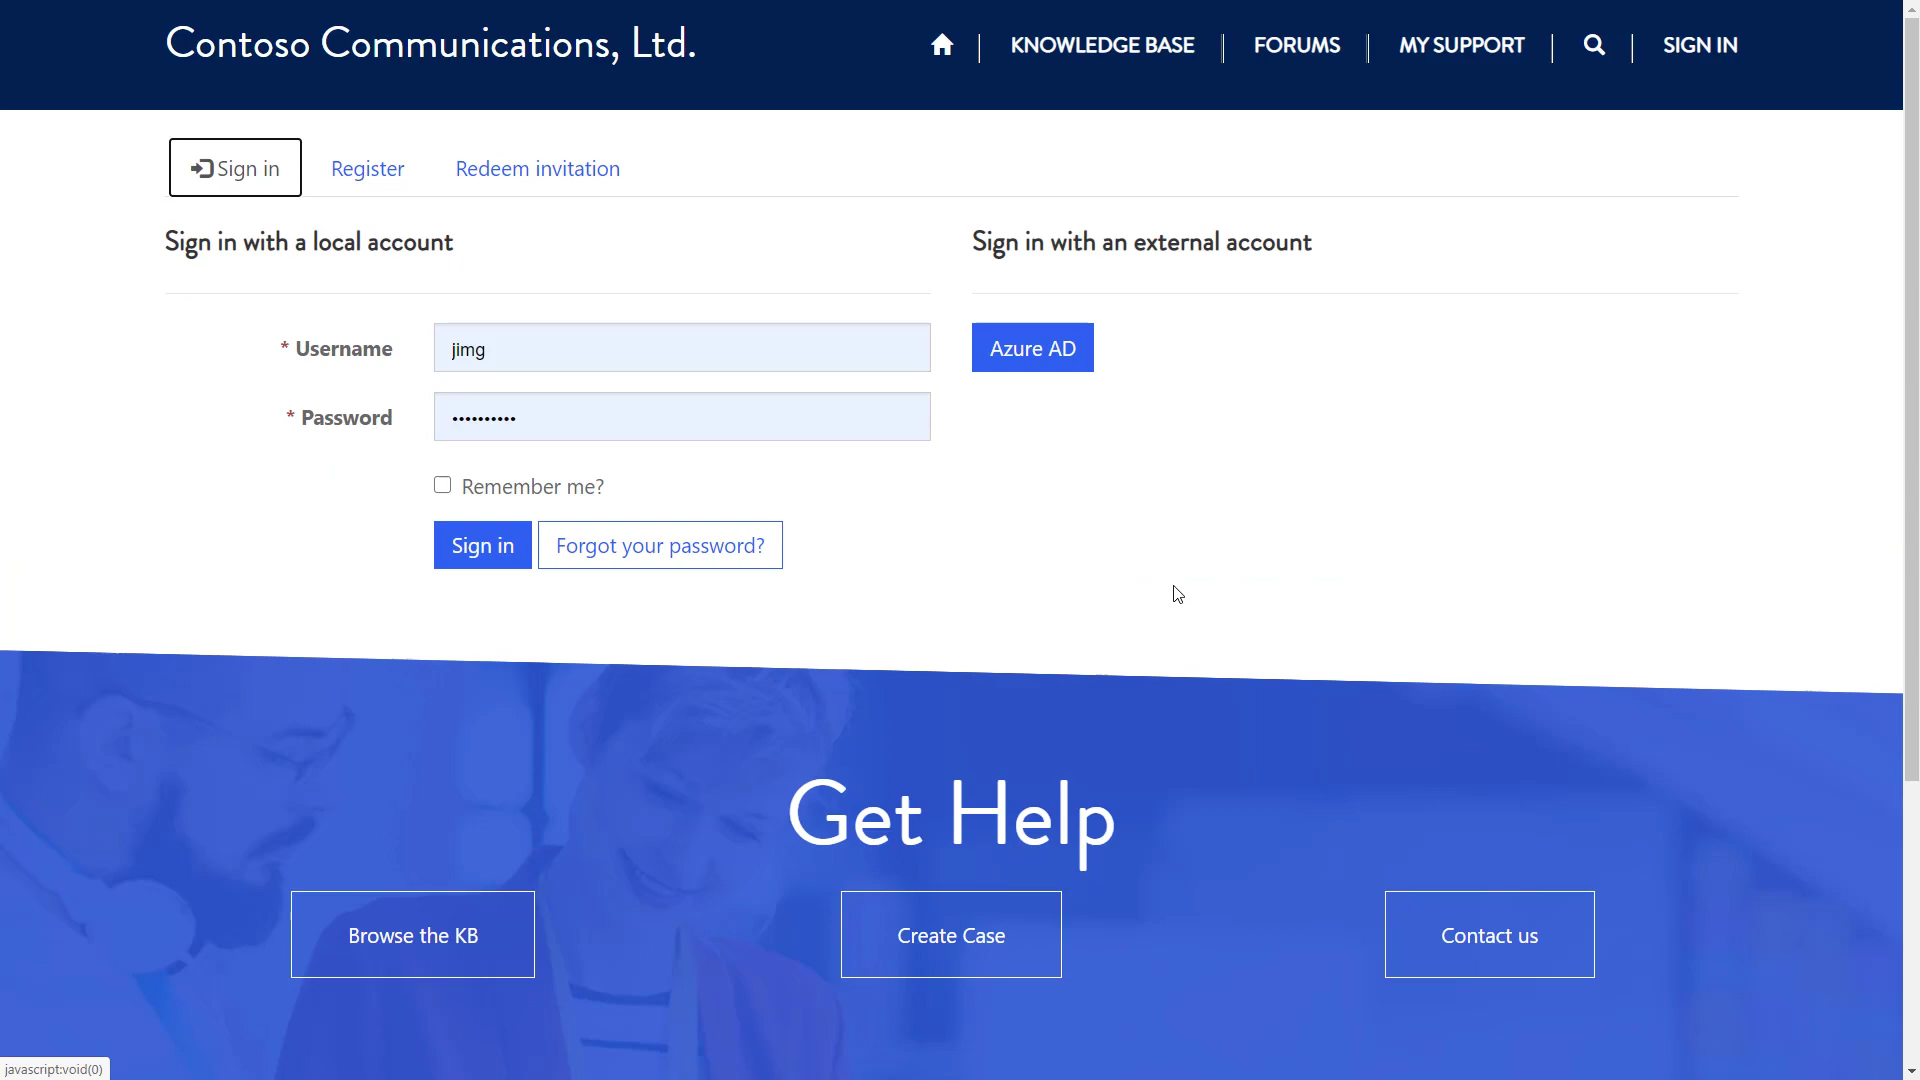 Contoso Communications, Ltd.
KNOWLEDGE BASE
FORUMS
MY SUPPORT
SIGN IN
Sign in
Register
Redeem invitation
Sign in with a local account
Sign in with an external account
* Username
jimg
Azure AD
* Password
••••••••••
Remember me?
Sign in
Forgot your password?
Get Help
Browse the KB
Create Case
Contact us
javascript:void(0)